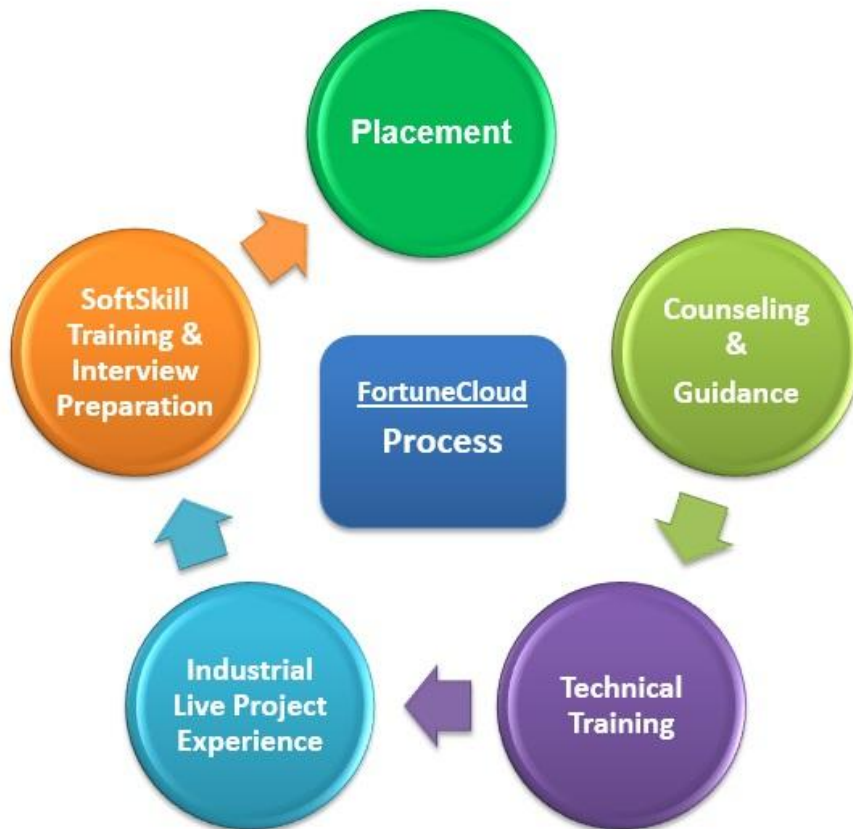 Placement
Counseling
&
Guidance
Technical
Training
Industrial
Live Project
Experience
SoftSkill
Training &
Interview
Preparation
FortuneCloud
Process